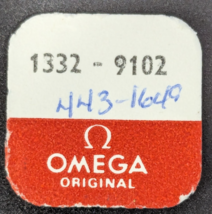 1332 - 9102
443-1649
Ω
OMEGA
ORIGINAL